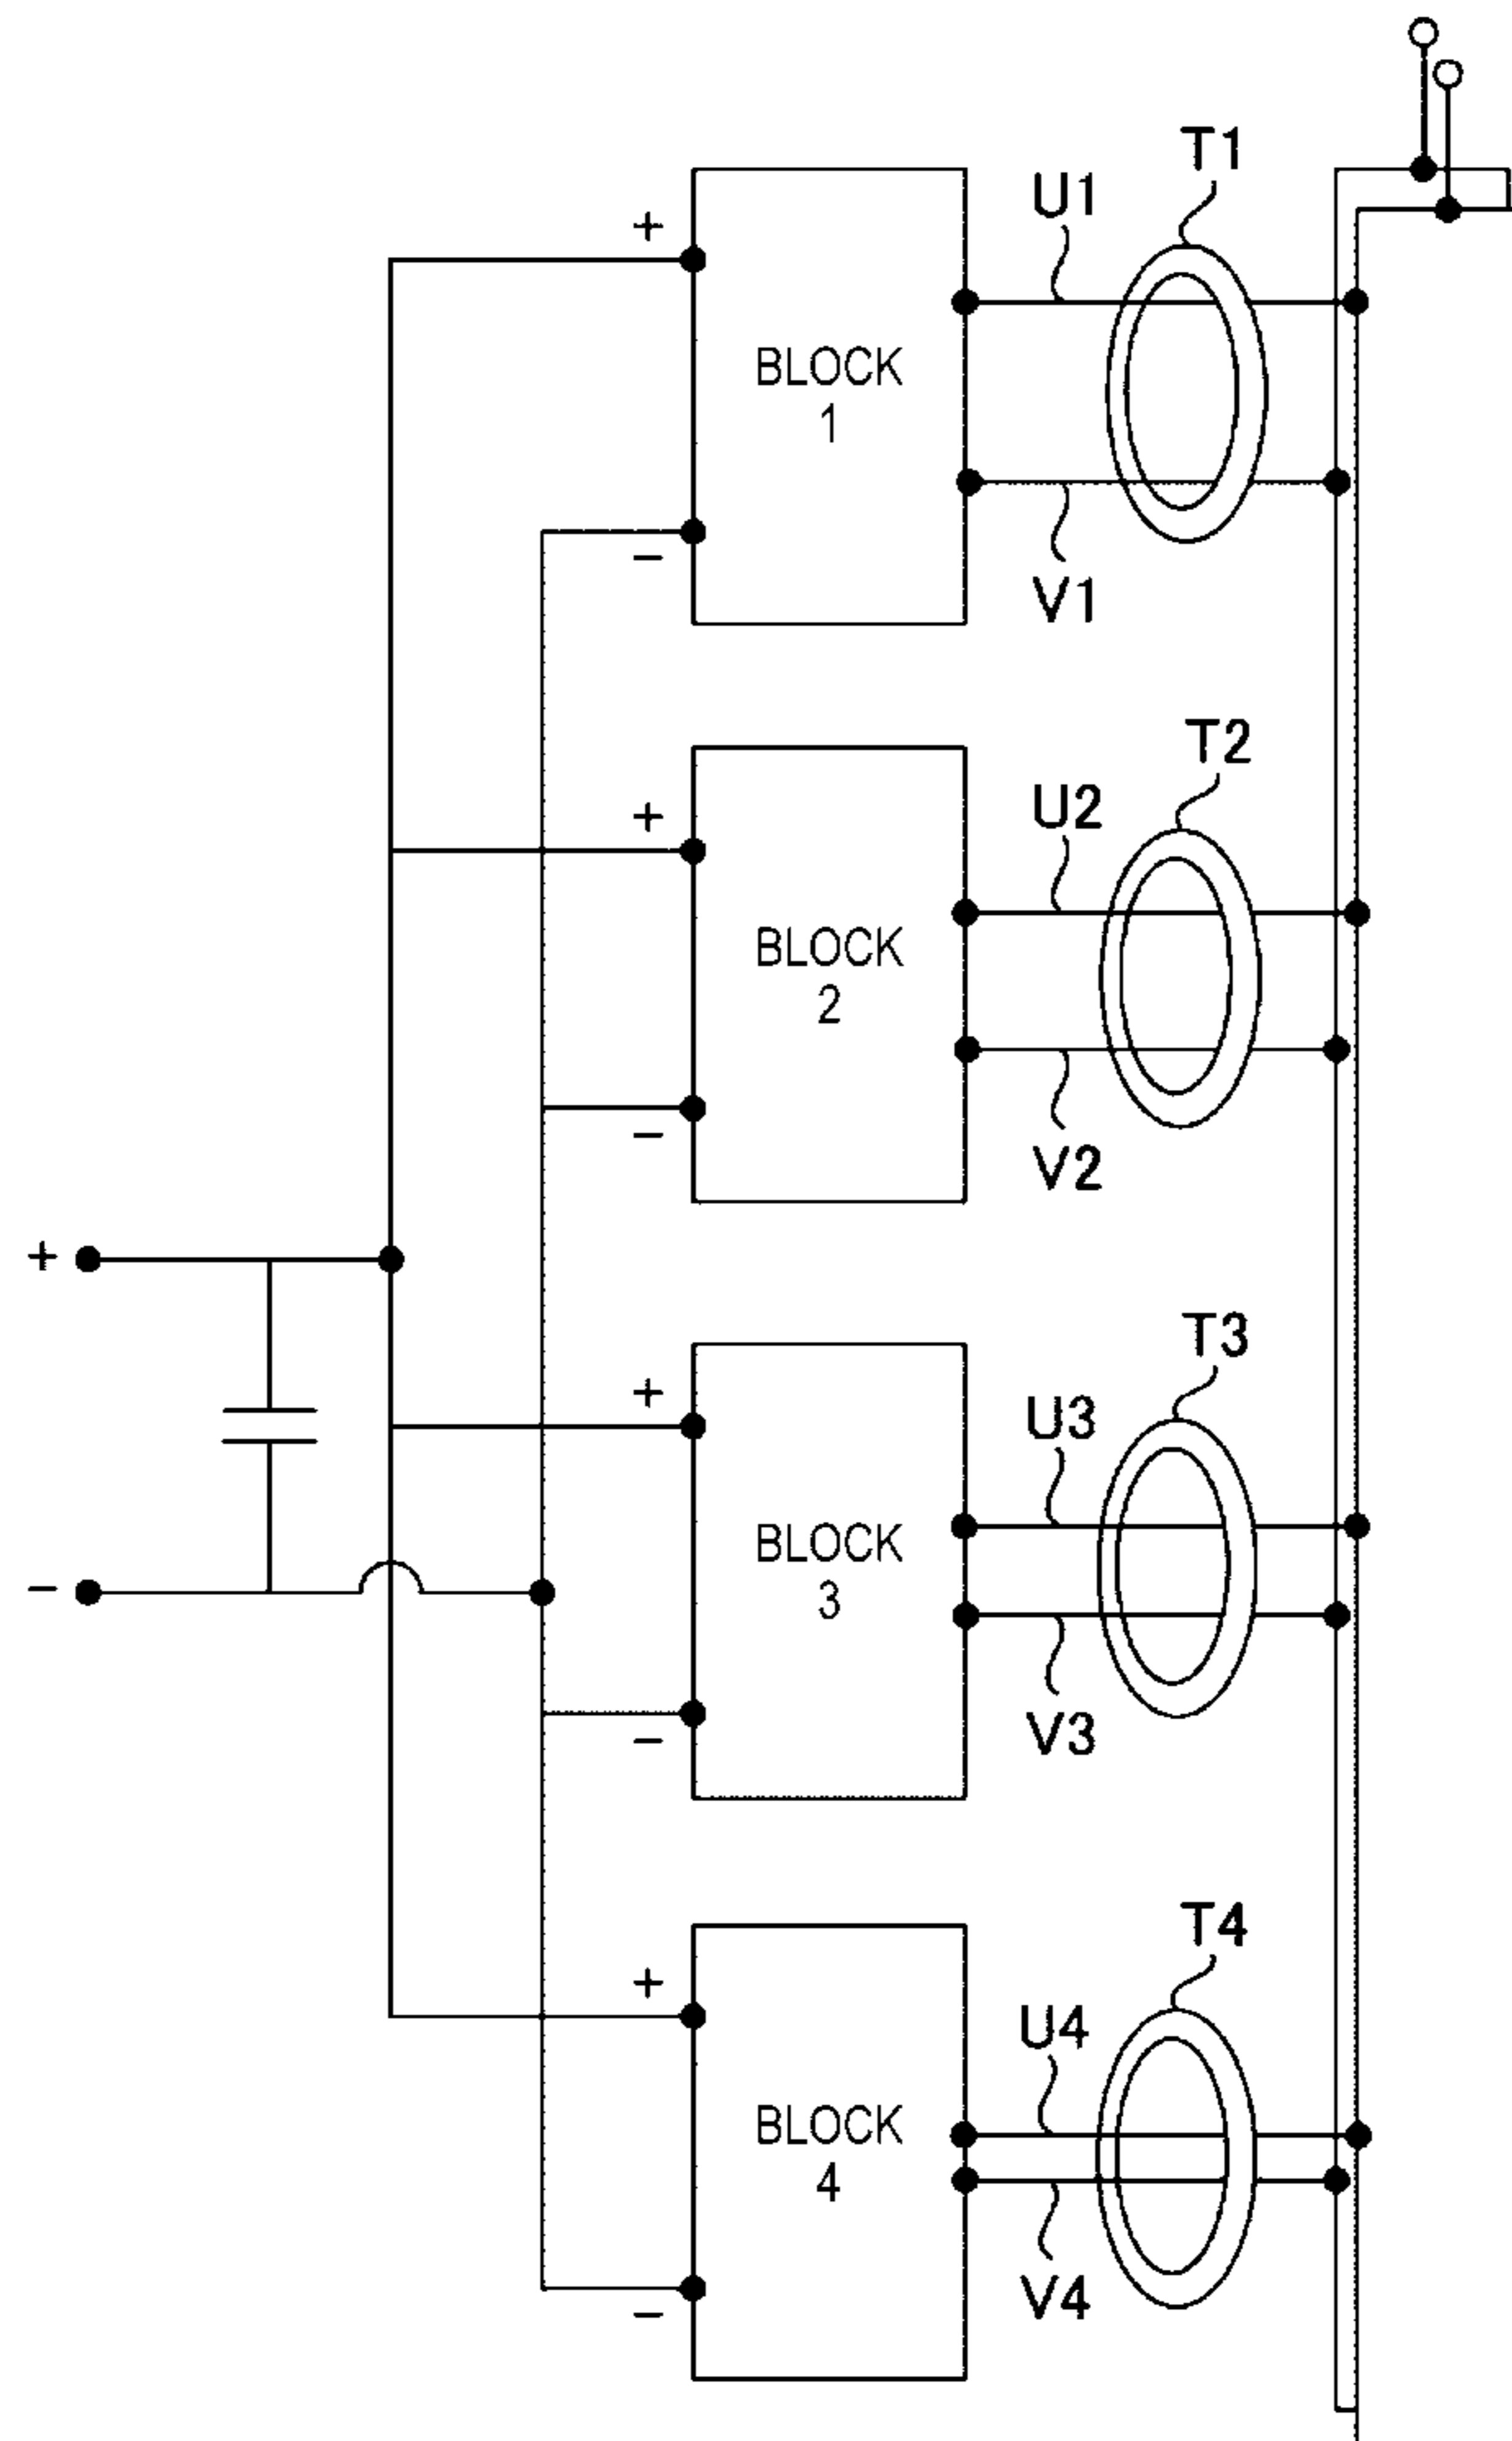 T1
U1
+
BLOCK
1
−
V1
T2
U2
+
BLOCK
2
−
V2
+
T3
U3
+
BLOCK
3
−
−
V3
T4
U4
+
BLOCK
4
−
V4